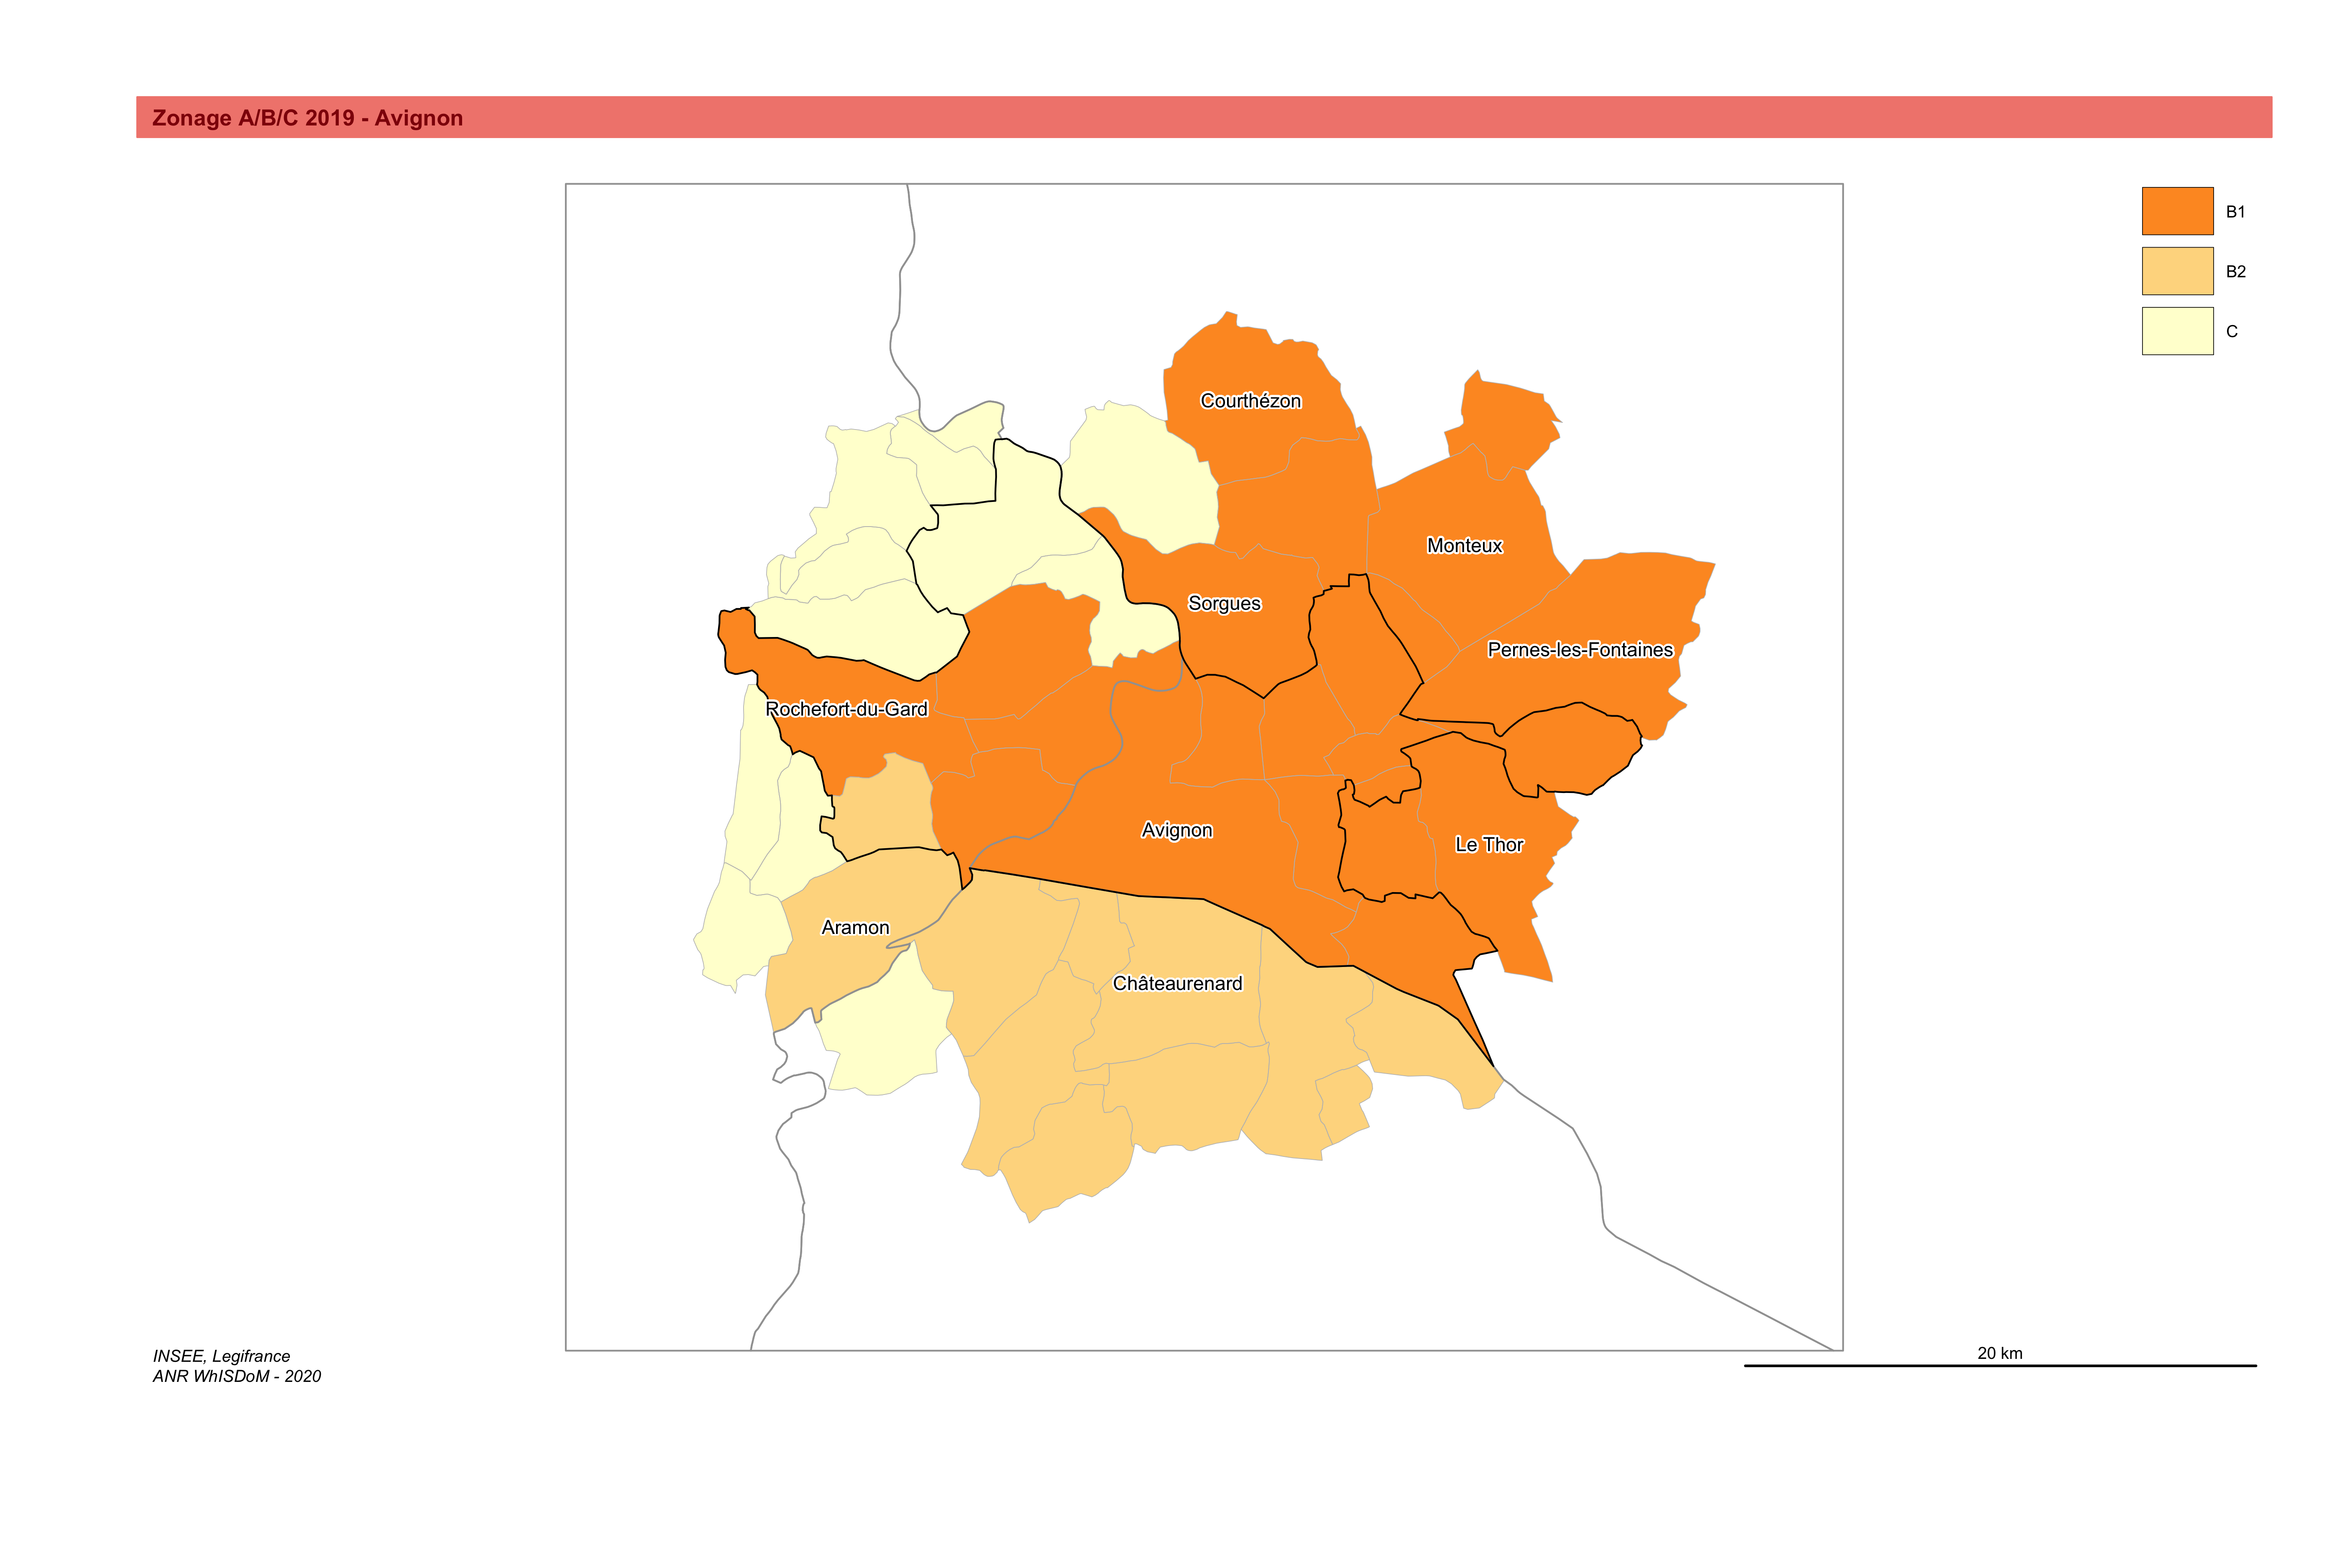 Zonage A/B/C 2019 - Avignon
B1
B2
C
Courthézon
Monteux
Sorgues
Pernes-les-Fontaines
Rochefort-du-Gard
Avignon
Le Thor
Aramon
Châteaurenard
INSEE, Legifrance
ANR WhISDoM - 2020
20 km